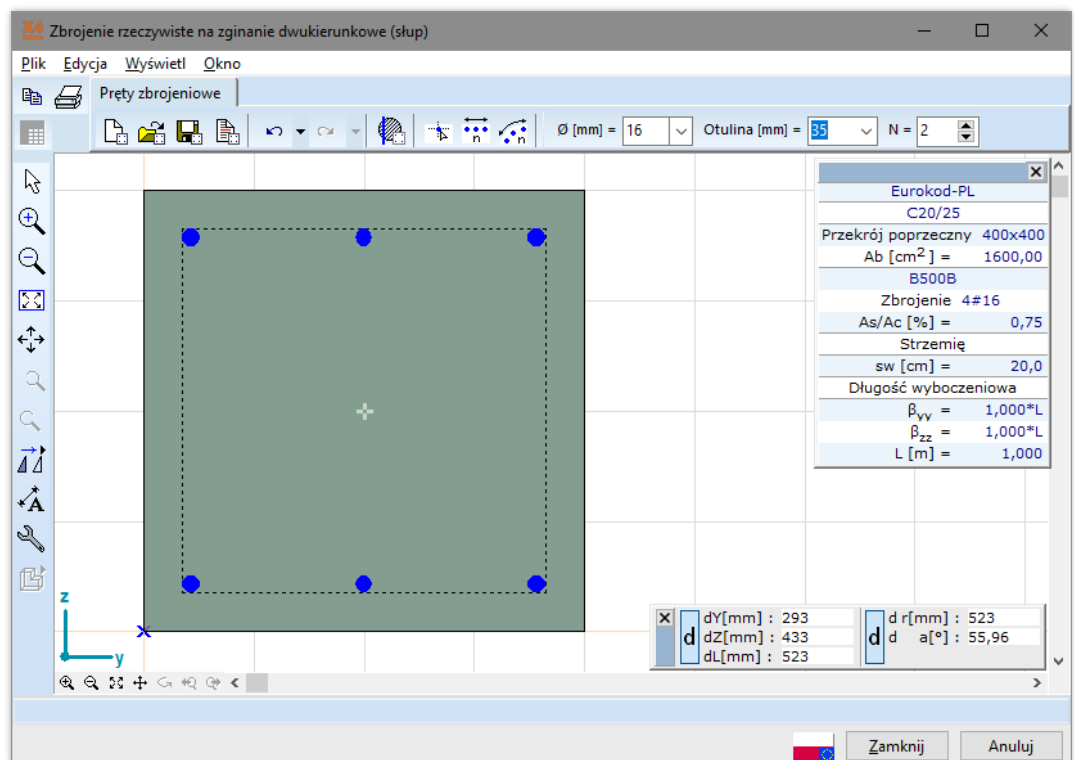 X4 Zbrojenie rzeczywiste na zginanie dwukierunkowe (słup)
Plik Edycja Wyświetl Okno
Pręty zbrojeniowe
Ø [mm] = 16 Otulina [mm] = 35 N = 2
Eurokod-PL
C20/25
Przekrój poprzeczny 400x400
Ab [cm²] = 1600,00
B500B
Zbrojenie 4#16
As/Ac [%] = 0,75
Strzemię
sw [cm] = 20,0
Długość wyboczeniowa
βyy = 1,000*L
βzz = 1,000*L
L [m] = 1,000
z
y
d dY[mm] : 293
dZ[mm] : 433
dL[mm] : 523
d d r[mm] : 523
d a[°] : 55,96
Zamknij Anuluj